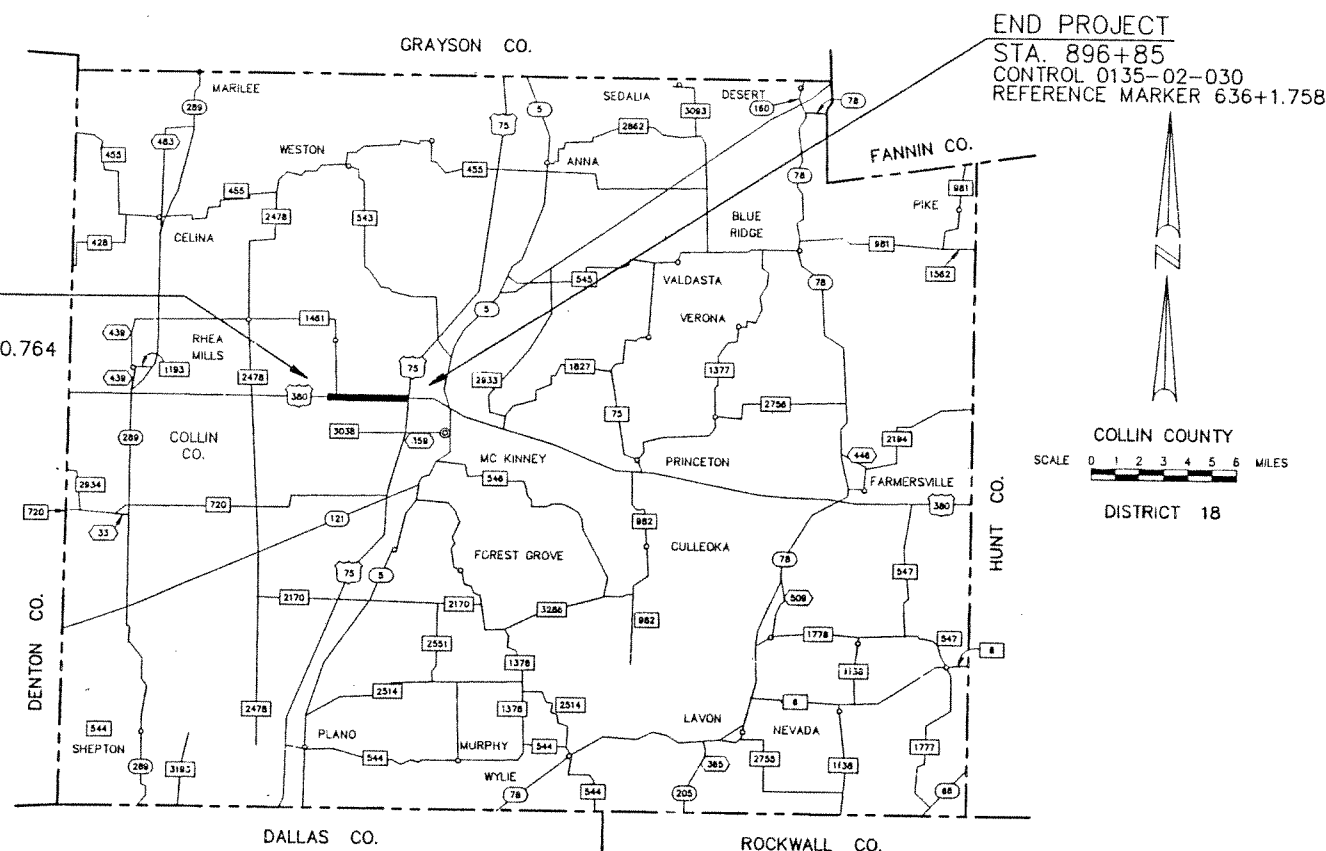 END PROJECT
STA. 896+85
CONTROL 0135-02-030
REFERENCE MARKER 636+1.758
GRAYSON CO.
MARILEE
289
SEDALIA
DESERT
75
5
160
78
3093
483
2862
455
WESTON
ANNA
FANNIN CO.
455
78
981
455
2478
543
BLUE
RIDGE
PIKE
CELINA
428
981
1562
545
VALDASTA
78
5
VERONA
439
RHEA
MILLS
1461
0.764
1193
75
439
2478
2933
1827
1377
380
75
2756
COLLIN
CO.
289
3038
159
2194
COLLIN COUNTY
446
MC KINNEY
PRINCETON
SCALE 0 1 2 3 4 5 6 MILES
2934
546
FARMERSVILLE
720
720
380
DISTRICT 18
33
121
982
CULLEOKA
FOREST GROVE
78
HUNT CO.
75
5
547
2170
2170
3286
509
982
DENTON CO.
2551
1778
547
6
1378
1138
2514
2514
6
2478
1378
LAVON
NEVADA
544
SHEPTON
PLANO
MURPHY
544
544
1777
289
3193
WYLIE
385
2755
1138
78
544
205
66
DALLAS CO.
ROCKWALL CO.